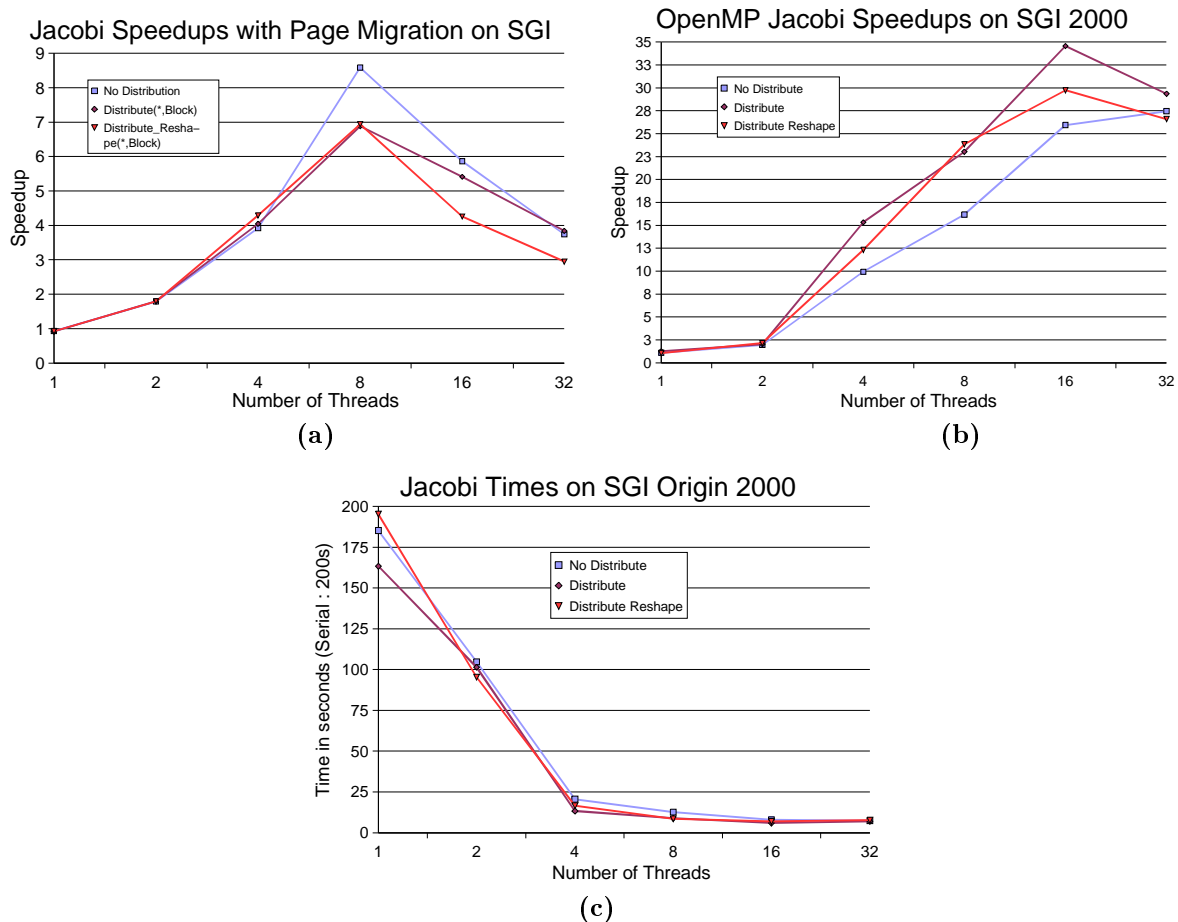 Jacobi Speedups with Page Migration on SGI
9
8
7
6
5
4
3
2
1
0
Speedup
No Distribution
Distribute(*,Block)
Distribute_Resha–
pe(*,Block)
1 2 4 8 16 32
Number of Threads
(a)
OpenMP Jacobi Speedups on SGI 2000
35
33
30
28
25
23
20
18
15
13
10
8
5
3
0
Speedup
No Distribute
Distribute
Distribute Reshape
1 2 4 8 16 32
Number of Threads
(b)
Jacobi Times on SGI Origin 2000
200
175
150
125
100
75
50
25
0
Time in seconds (Serial : 200s)
No Distribute
Distribute
Distribute Reshape
1 2 4 8 16 32
Number of Threads
(c)